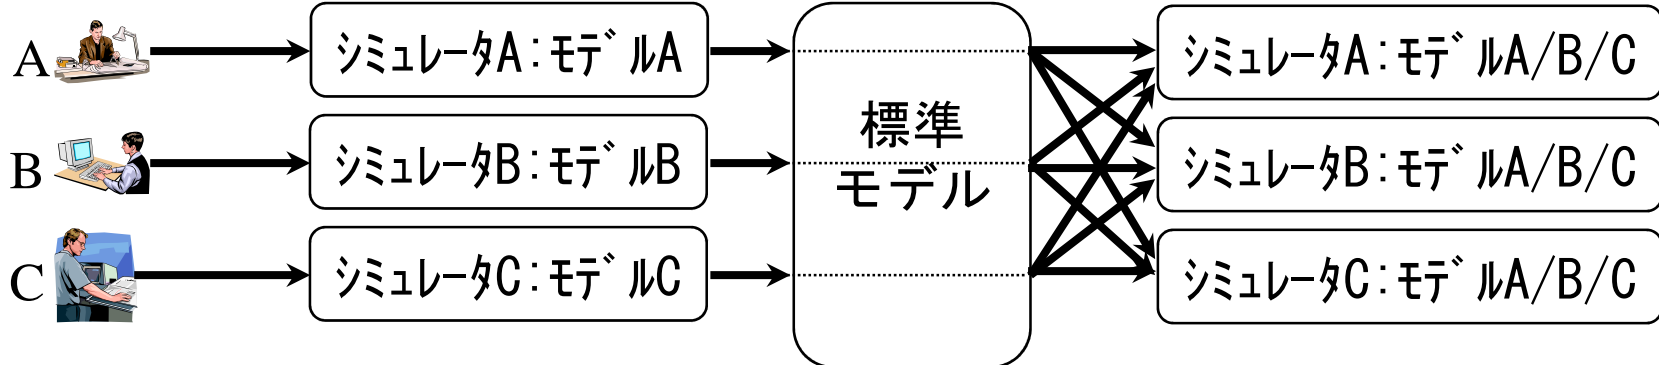 A
シミュレータA:モデルA
シミュレータA:モデルA/B/C
標準
モデル
B
シミュレータB:モデルB
シミュレータB:モデルA/B/C
C
シミュレータC:モデルC
シミュレータC:モデルA/B/C